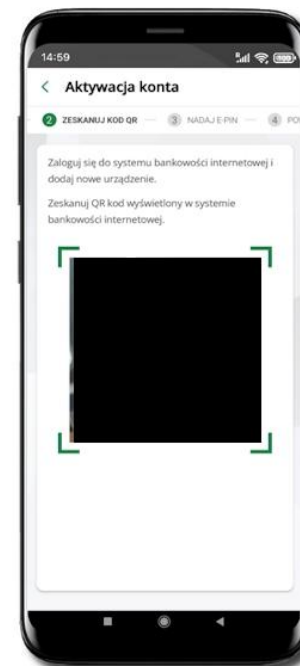 14:59
Aktywacja konta
2 ZESKANUJ KOD QR 3 NADAJ E-PIN 4
Zaloguj się do systemu bankowości internetowej i
dodaj nowe urządzenie.
Zeskanuj QR kod wyświetlony w systemie
bankowości internetowej.